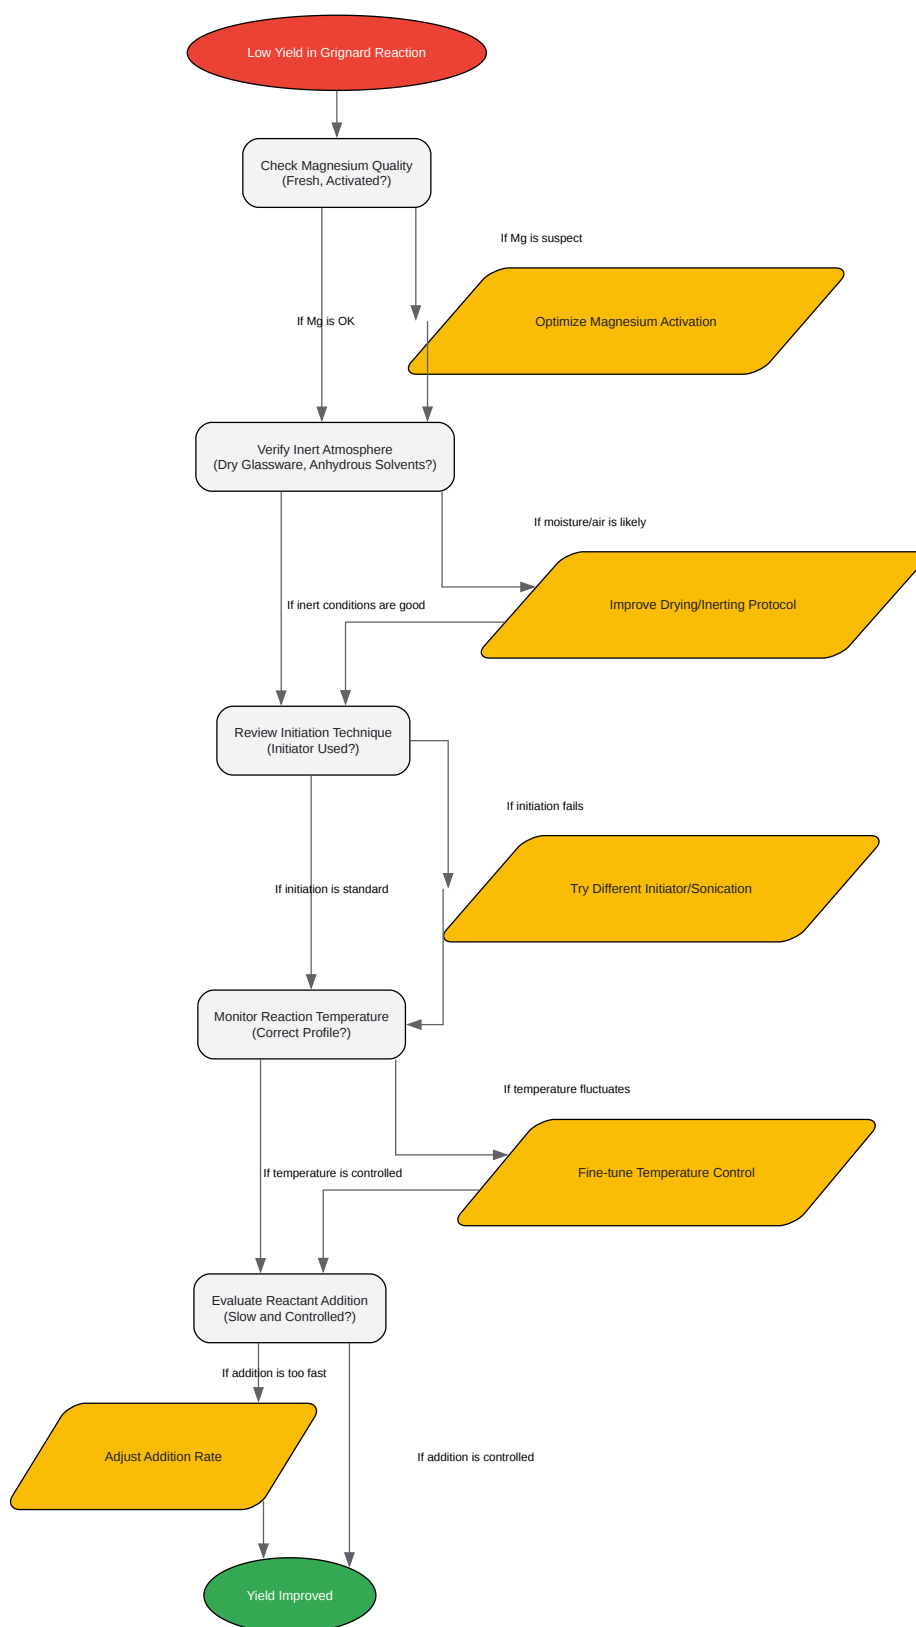 Low Yield in Grignard Reaction
Check Magnesium Quality
(Fresh, Activated?)
If Mg is suspect
If Mg is OK
Optimize Magnesium Activation
Verify Inert Atmosphere
(Dry Glassware, Anhydrous Solvents?)
If moisture/air is likely
If inert conditions are good
Improve Drying/Inerting Protocol
Review Initiation Technique
(Initiator Used?)
If initiation fails
If initiation is standard
Try Different Initiator/Sonication
Monitor Reaction Temperature
(Correct Profile?)
If temperature fluctuates
If temperature is controlled
Fine-tune Temperature Control
Evaluate Reactant Addition
(Slow and Controlled?)
If addition is too fast
Adjust Addition Rate
If addition is controlled
Yield Improved